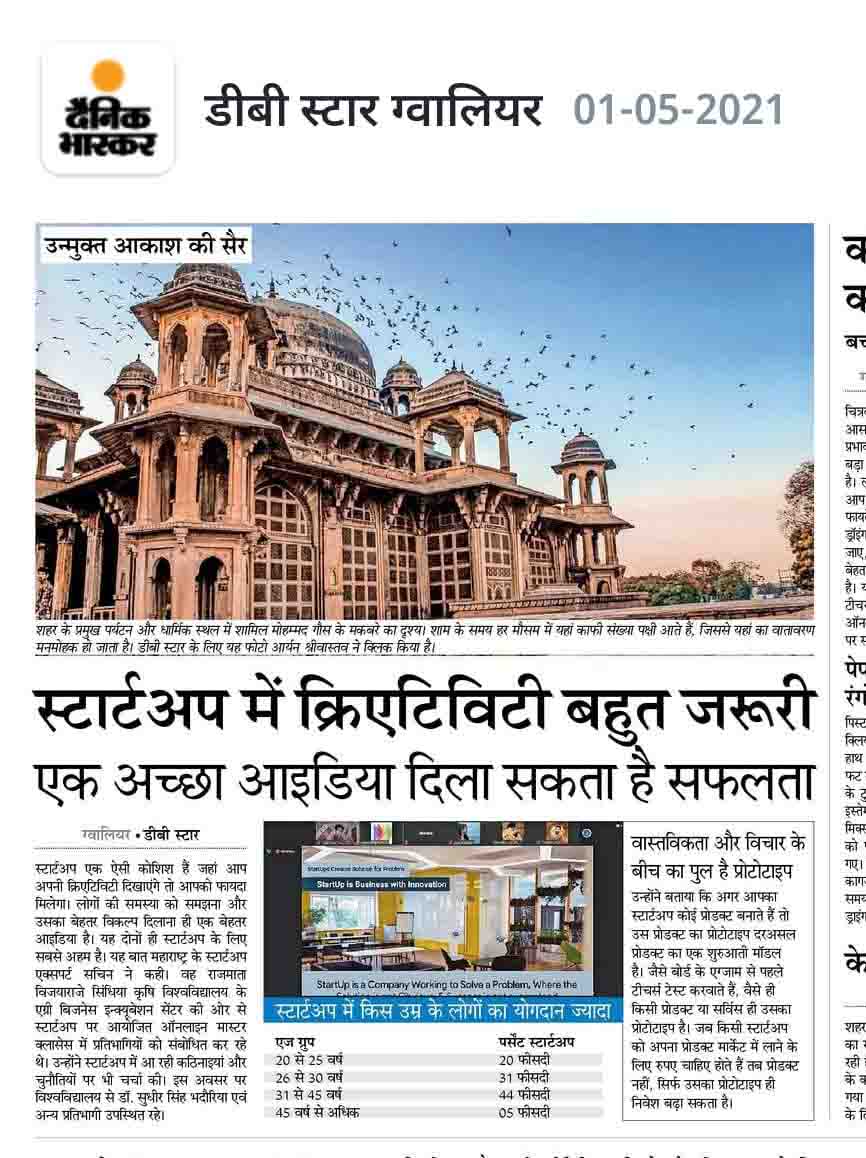 दैनिक
भास्कर
डीबी स्टार ग्वालियर 01-05-2021
उन्मुक्त आकाश की सैर
शहर के प्रमुख पर्यटन और धार्मिक स्थल में शामिल मोहम्मद गौस के मकबरे का दृश्य। शाम के समय हर मौसम में यहां काफी संख्या पक्षी आते हैं, जिससे यहां का वातावरण
मनमोहक हो जाता है। डीबी स्टार के लिए यह फोटो आर्यन श्रीवास्तव ने क्लिक किया है।
स्टार्टअप में क्रिएटिविटी बहुत जरूरी
एक अच्छा आइडिया दिला सकता है सफलता
ग्वालियर • डीबी स्टार
स्टार्टअप एक ऐसी कोशिश हैं जहां आप
अपनी क्रिएटिविटी दिखाएंगे तो आपकी फायदा
मिलेगा। लोगों की समस्या को समझना और
उसका बेहतर विकल्प दिलाना ही एक बेहतर
आइडिया है। यह दोनों ही स्टार्टअप के लिए
सबसे अहम है। यह बात महाराष्ट्र के स्टार्टअप
एक्सपर्ट सचिन ने कही। वह राजमाता
विजयाराजे सिंधिया कृषि विश्वविद्यालय के
एग्री बिजनेस इन्क्यूबेशन सेंटर की ओर से
स्टार्टअप पर आयोजित ऑनलाइन मास्टर
क्लासेस में प्रतिभागियों को संबोधित कर रहे
थे। उन्होंने स्टार्टअप में आ रही कठिनाइयां और
चुनौतियों पर भी चर्चा की। इस अवसर पर
विश्वविद्यालय से डॉ. सुधीर सिंह भदौरिया एवं
अन्य प्रतिभागी उपस्थित रहे।
StartUp Creates Solution for Problem
StartUp is Business with Innovation
StartUp is a Company Working to Solve a Problem, Where the
स्टार्टअप में किस उम्र के लोगों का योगदान ज्यादा
एज ग्रुप पर्सेंट स्टार्टअप
20 से 25 वर्ष 20 फीसदी
26 से 30 वर्ष 31 फीसदी
31 से 45 वर्ष 44 फीसदी
45 वर्ष से अधिक 05 फीसदी
वास्तविकता और विचार के
बीच का पुल है प्रोटोटाइप
उन्होंने बताया कि अगर आपका
स्टार्टअप कोई प्रोडक्ट बनाते हैं तो
उस प्रोडक्ट का प्रोटोटाइप दरअसल
प्रोडक्ट का एक शुरुआती मॉडल
है। जैसे बोर्ड के एग्जाम से पहले
टीचर्स टेस्ट करवाते हैं, वैसे ही
किसी प्रोडक्ट या सर्विस ही उसका
प्रोटोटाइप है। जब किसी स्टार्टअप
को अपना प्रोडक्ट मार्केट में लाने के
लिए रुपए चाहिए होते हैं तब प्रोडक्ट
नहीं, सिर्फ उसका प्रोटोटाइप ही
निवेश बढ़ा सकता है।